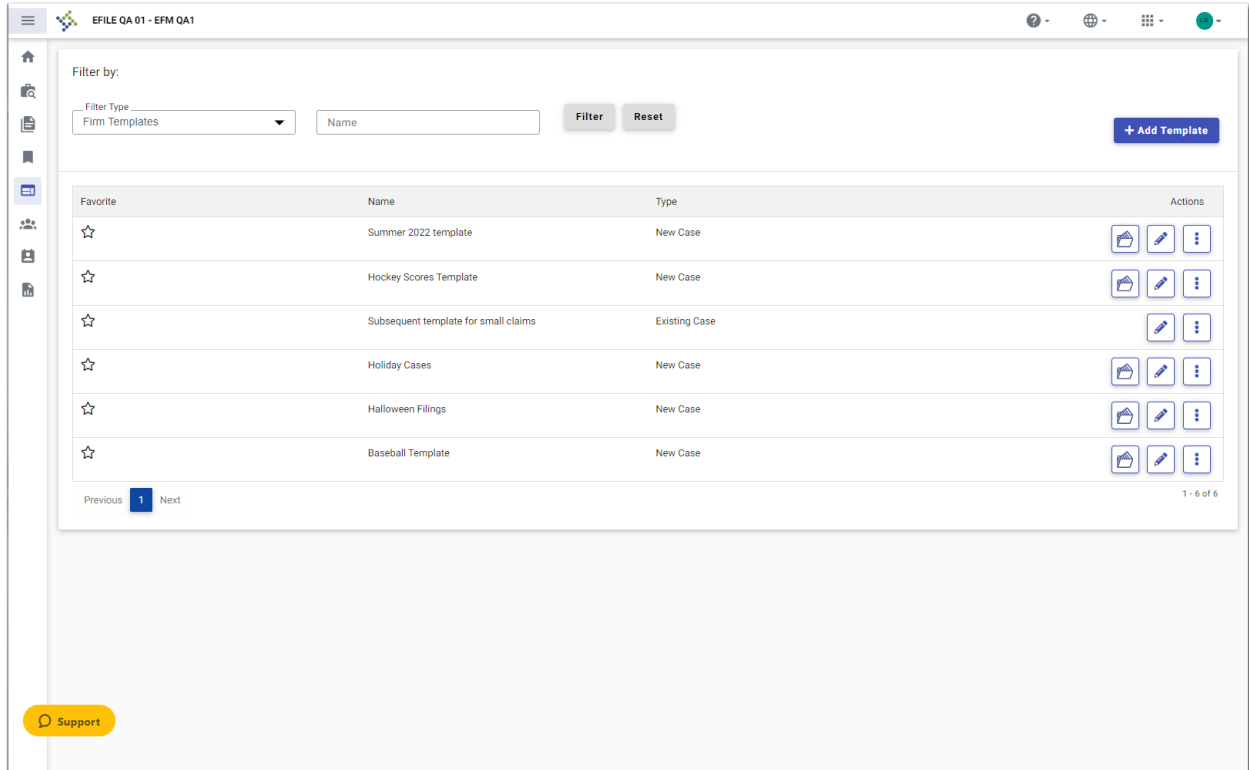 EFILE QA 01 - EFM QA1
Filter by:
Filter Type
Firm Templates
Name
Filter
Reset
+ Add Template
Favorite Name Type Actions
Summer 2022 template New Case
Hockey Scores Template New Case
Subsequent template for small claims Existing Case
Holiday Cases New Case
Halloween Filings New Case
Baseball Template New Case
Previous 1 Next
1 - 6 of 6
Support